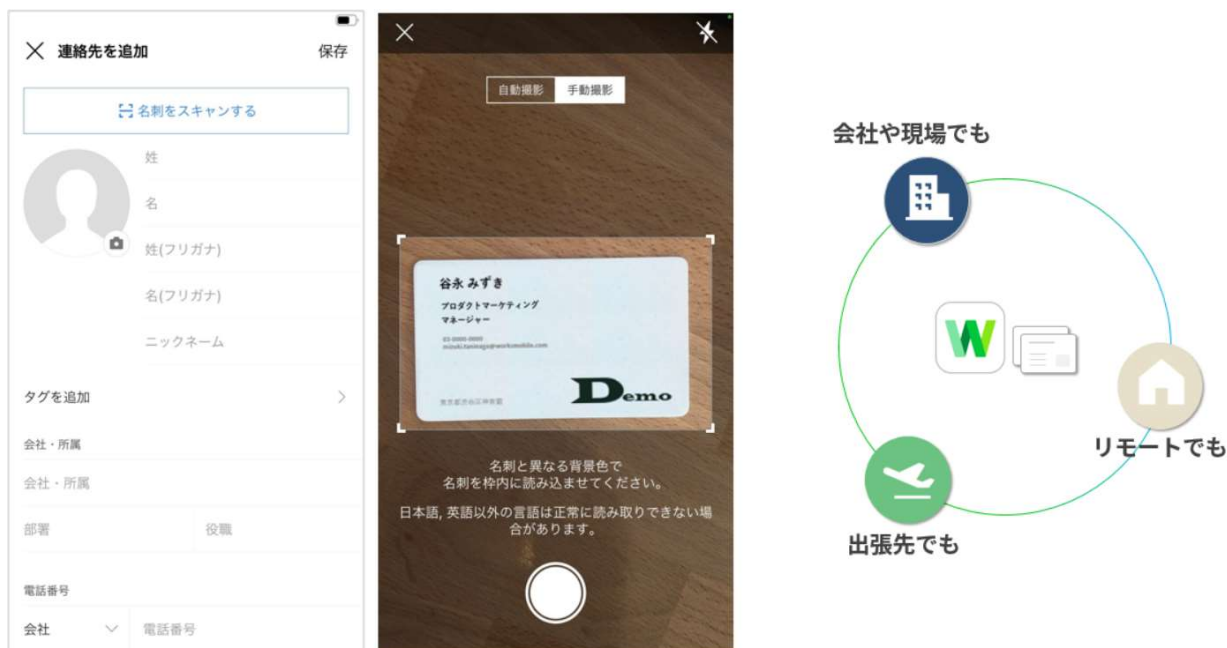 連絡先を追加
保存
名刺をスキャンする
姓
名
姓(フリガナ)
名(フリガナ)
ニックネーム
タグを追加
会社・所属
会社・所属
部署
役職
電話番号
会社
電話番号
自動撮影
手動撮影
谷永 みずき
プロダクトマーケティング
マネージャー
03-0000-0000
Demo
名刺と異なる背景色で
名刺を枠内に読み込ませてください。
日本語, 英語以外の言語は正常に読み取りできない場
合があります。
会社や現場でも
W
リモートでも
出張先でも